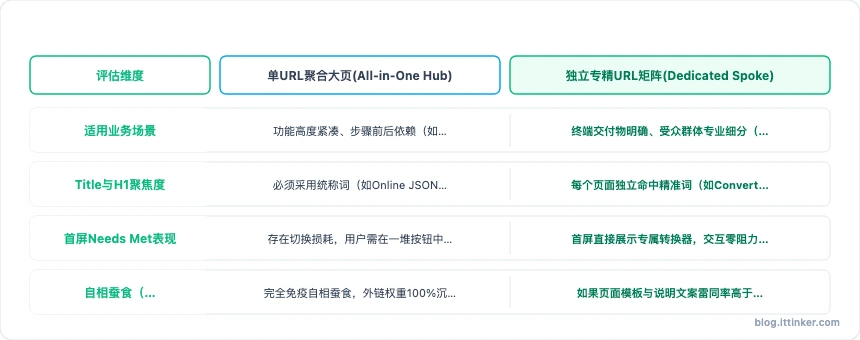 评估维度
单URL聚合大页(All-in-One Hub)
独立专精URL矩阵(Dedicated Spoke)
适用业务场景
功能高度紧凑、步骤前后依赖（如...
终端交付物明确、受众群体专业细分（...
Title与H1聚焦度
必须采用统称词（如Online JSON...
每个页面独立命中精准词（如Convert...
首屏Needs Met表现
存在切换损耗，用户需在一堆按钮中...
首屏直接展示专属转换器，交互零阻力...
自相蚕食（...
完全免疫自相蚕食，外链权重100%沉...
如果页面模板与说明文案雷同率高于...
blog.ittinker.com